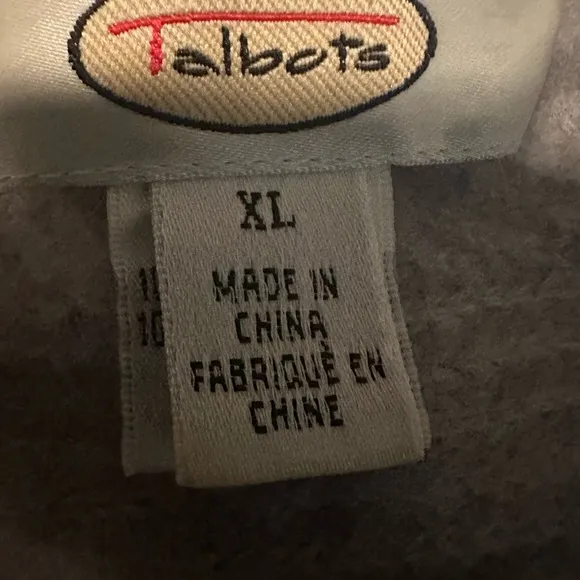 Talbots
XL
MADE IN
CHINA
FABRIQUÉ EN
CHINE